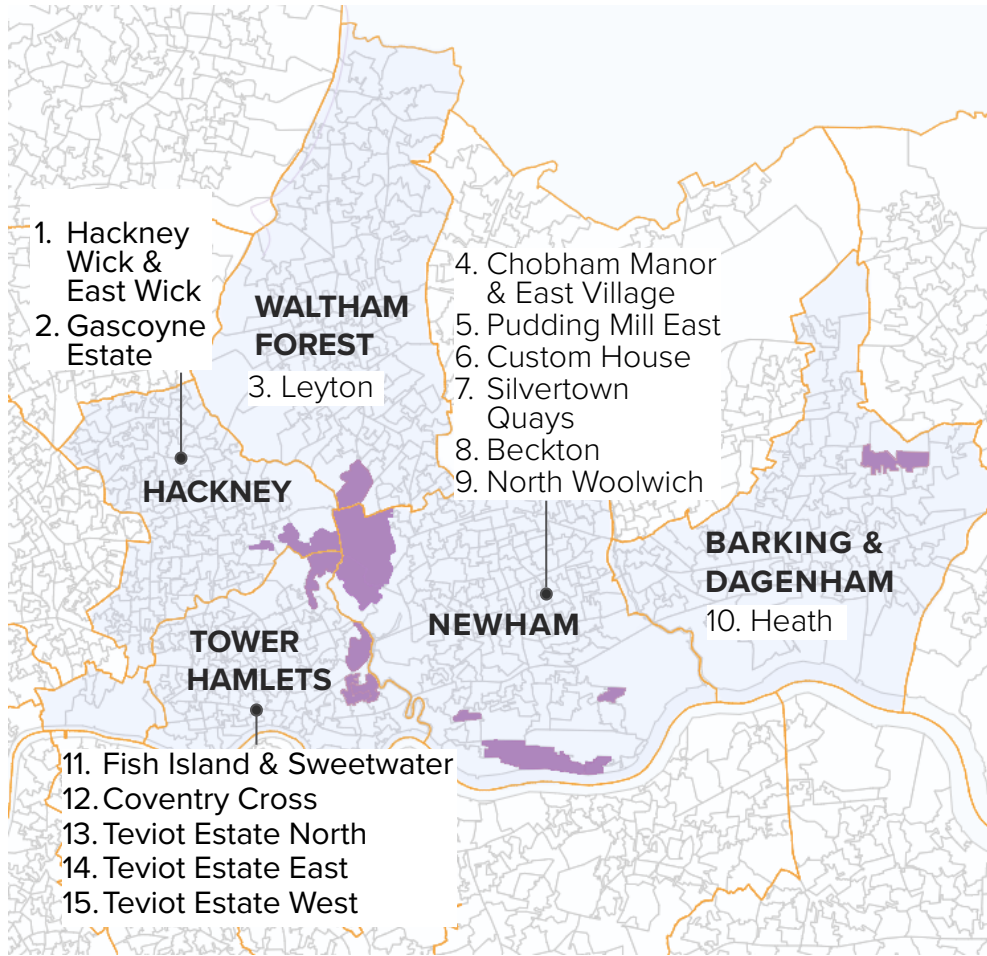 1. Hackney
Wick &
East Wick
2. Gascoyne
Estate
WALTHAM
FOREST
3. Leyton
4. Chobham Manor
& East Village
5. Pudding Mill East
6. Custom House
7. Silvertown
Quays
8. Beckton
9. North Woolwich
HACKNEY
BARKING &
DAGENHAM
10. Heath
NEWHAM
TOWER
HAMLETS
11. Fish Island & Sweetwater
12. Coventry Cross
13. Teviot Estate North
14. Teviot Estate East
15. Teviot Estate West